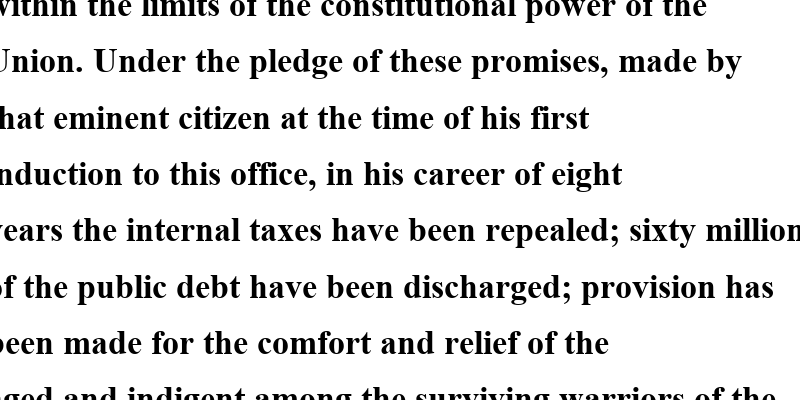 within the limits of the constitutional power of the
Union. Under the pledge of these promises, made by
that eminent citizen at the time of his first
induction to this office, in his career of eight
years the internal taxes have been repealed; sixty million
of the public debt have been discharged; provision has
been made for the comfort and relief of the
aged and indigent among the surviving warriors of the